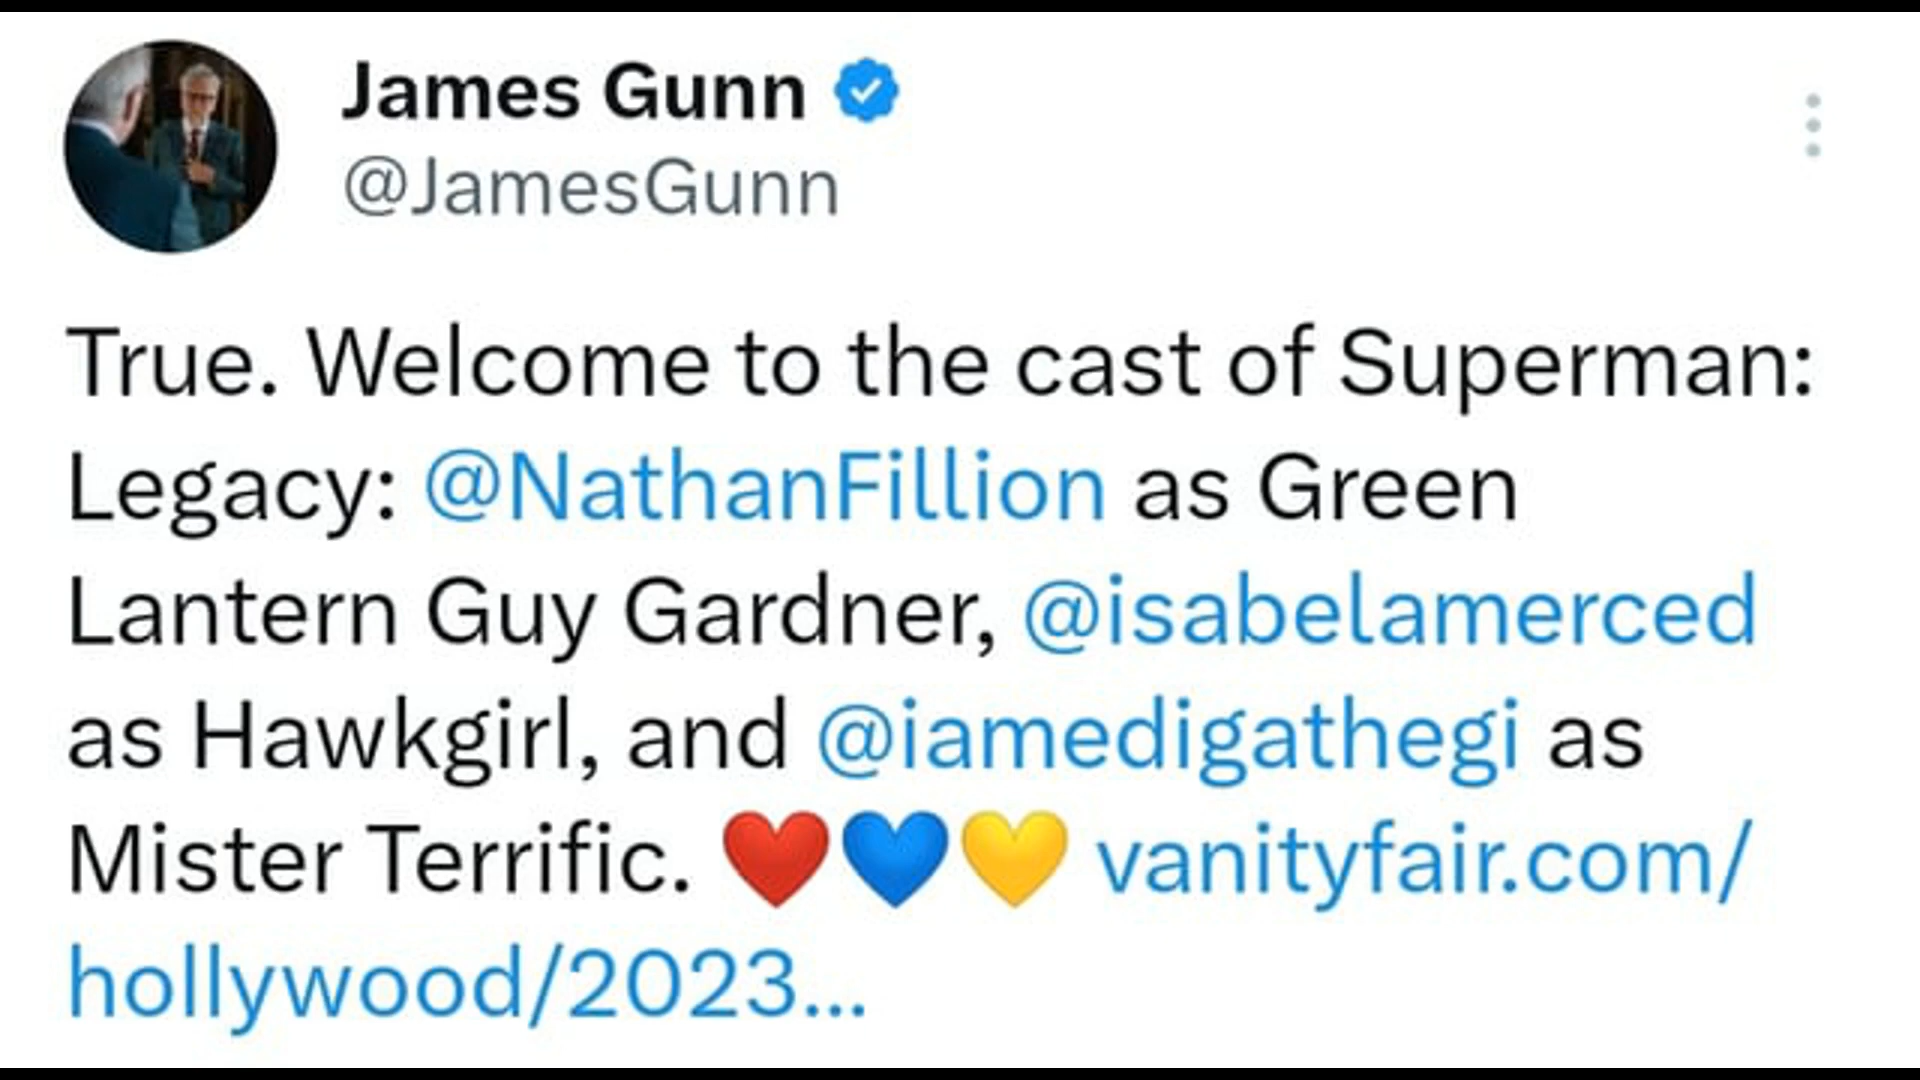 James Gunn
@JamesGunn
True. Welcome to the cast of Superman:
Legacy: @NathanFillion as Green
Lantern Guy Gardner, @isabelamerced
as Hawkgirl, and @iamedigathegi as
Mister Terrific. ❤️💙💛 vanityfair.com/
hollywood/2023...